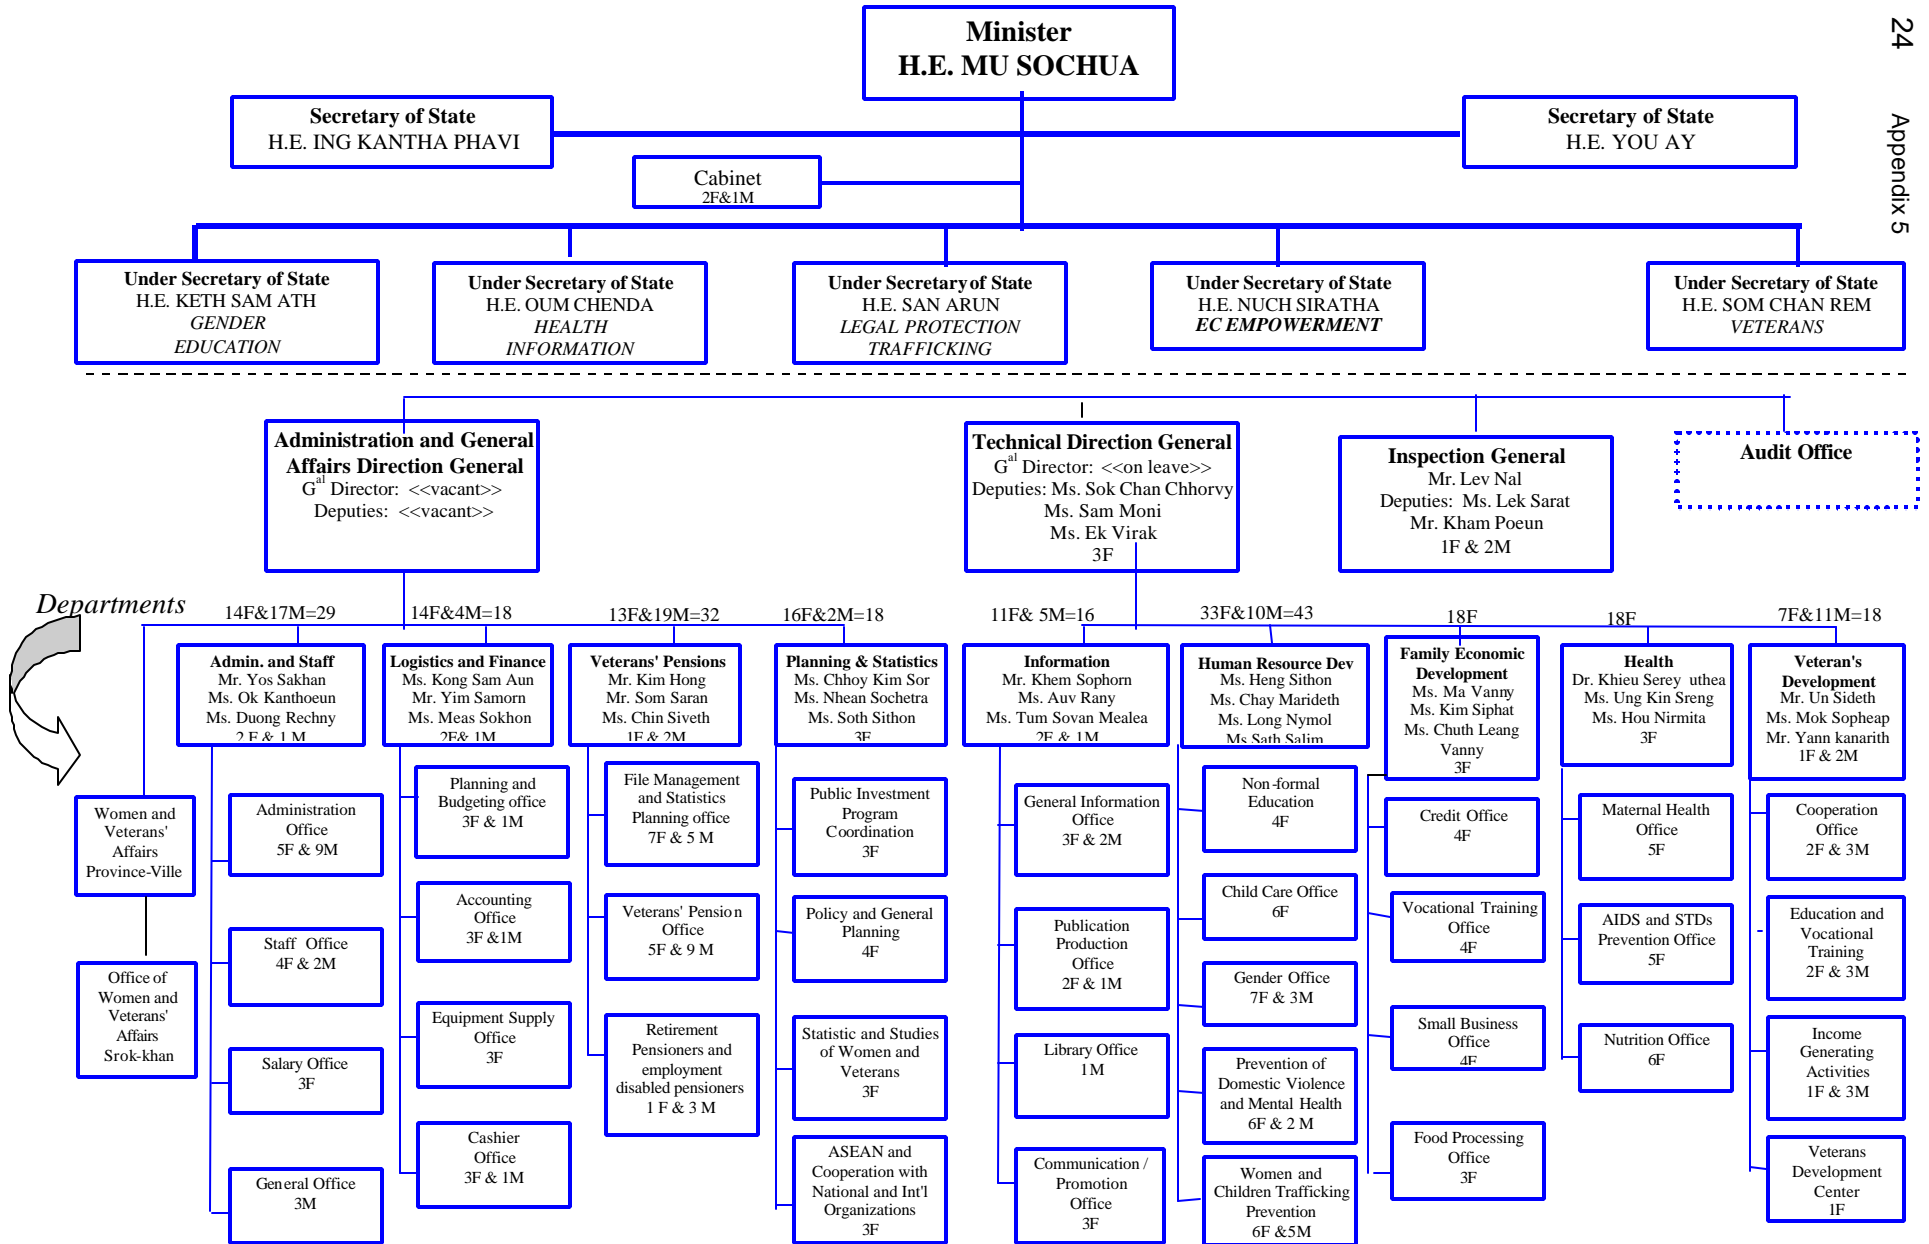 24 Appendix 5
Minister
H.E. MU SOCHUA
Secretary of State
H.E. ING KANTHA PHAVI
Secretary of State
H.E. YOU AY
Cabinet
2F&1M
Under Secretary of State
H.E. KETH SAM ATH
GENDER
EDUCATION
Under Secretary of State
H.E. OUM CHENDA
HEALTH
INFORMATION
Under Secretary of State
H.E. SAN ARUN
LEGAL PROTECTION
TRAFFICKING
Under Secretary of State
H.E. NUCH SIRATHA
EC EMPOWERMENT
Under Secretary of State
H.E. SOM CHAN REM
VETERANS
Administration and General
Affairs Direction General
Gal Director: <<vacant>>
Deputies: <<vacant>>
Technical Direction General
Gal Director: <<on leave>>
Deputies: Ms. Sok Chan Chhorvy
Ms. Sam Moni
Ms. Ek Virak
3F
Inspection General
Mr. Lev Nal
Deputies: Ms. Lek Sarat
Mr. Kham Poeun
1F & 2M
Audit Office
Departments
14F&17M=29
14F&4M=18
13F&19M=32
16F&2M=18
11F& 5M=16
33F&10M=43
18F
18F
7F&11M=18
Admin. and Staff
Mr. Yos Sakhan
Ms. Ok Kanthoeun
Ms. Duong Rechny
2 F & 1 M
Logistics and Finance
Ms. Kong Sam Aun
Mr. Yim Samorn
Ms. Meas Sokhon
2F& 1M
Veterans' Pensions
Mr. Kim Hong
Mr. Som Saran
Ms. Chin Siveth
1F & 2M
Planning & Statistics
Ms. Chhoy Kim Sor
Ms. Nhean Sochetra
Ms. Soth Sithon
3F
Information
Mr. Khem Sophorn
Ms. Auv Rany
Ms. Tum Sovan Mealea
2F & 1M
Human Resource Dev
Ms. Heng Sithon
Ms. Chay Marideth
Ms. Long Nymol
Ms Sath Salim
Family Economic
Development
Ms. Ma Vanny
Ms. Kim Siphat
Ms. Chuth Leang
Vanny
3F
Health
Dr. Khieu Serey uthea
Ms. Ung Kin Sreng
Ms. Hou Nirmita
3F
Veteran's
Development
Mr. Un Sideth
Ms. Mok Sopheap
Mr. Yann kanarith
1F & 2M
Women and
Veterans'
Affairs
Province-Ville
Office of
Women and
Veterans'
Affairs
Srok-khan
Administration
Office
5F & 9M
Staff Office
4F & 2M
Salary Office
3F
General Office
3M
Planning and
Budgeting office
3F & 1M
Accounting
Office
3F &1M
Equipment Supply
Office
3F
Cashier
Office
3F & 1M
File Management
and Statistics
Planning office
7F & 5 M
Veterans' Pension
Office
5F & 9 M
Retirement
Pensioners and
employment
disabled pensioners
1 F & 3 M
Public Investment
Program
Coordination
3F
Policy and General
Planning
4F
Statistic and Studies
of Women and
Veterans
3F
ASEAN and
Cooperation with
National and Int'l
Organizations
3F
General Information
Office
3F & 2M
Publication
Production
Office
2F & 1M
Library Office
1M
Communication /
Promotion
Office
3F
Non-formal
Education
4F
Child Care Office
6F
Gender Office
7F & 3M
Prevention of
Domestic Violence
and Mental Health
6F & 2 M
Women and
Children Trafficking
Prevention
6F &5M
Credit Office
4F
Vocational Training
Office
4F
Small Business
Office
4F
Food Processing
Office
3F
Maternal Health
Office
5F
AIDS and STDs
Prevention Office
5F
Nutrition Office
6F
Cooperation
Office
2F & 3M
Education and
Vocational
Training
2F & 3M
Income
Generating
Activities
1F & 3M
Veterans
Development
Center
1F